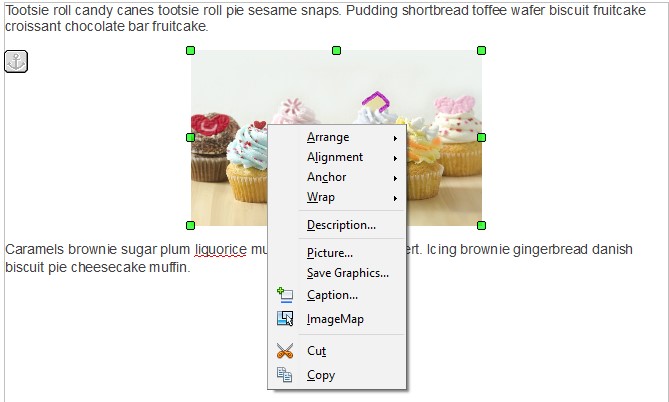 Tootsie roll candy canes tootsie roll pie sesame snaps. Pudding shortbread toffee wafer biscuit fruitcake
croissant chocolate bar fruitcake.
Arrange
Alignment
Anchor
Wrap
Description...
Picture...
Save Graphics...
Caption...
ImageMap
Cut
Copy
Caramels brownie sugar plum liquorice ert. Icing brownie gingerbread danish
biscuit pie cheesecake muffin.